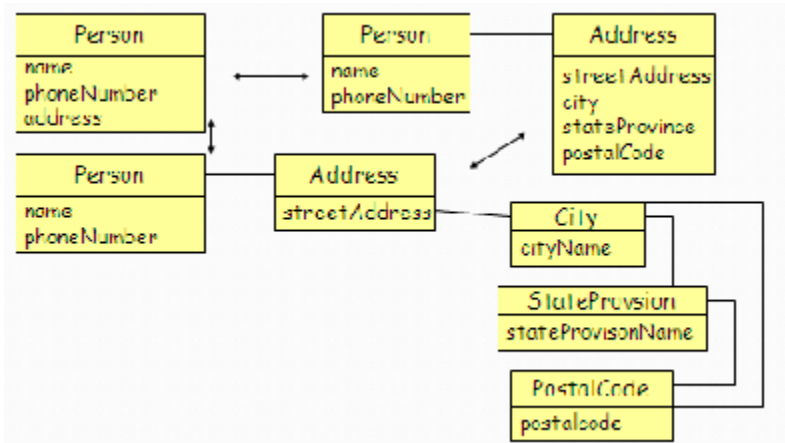 Person
name
phoneNumber
address
Person
name
phoneNumber
Address
streetAddress
city
stateProvince
postalCode
Person
name
phoneNumber
Address
streetAddress
City
cityName
StateProvsion
stateProvisonName
PostalCode
postalcode